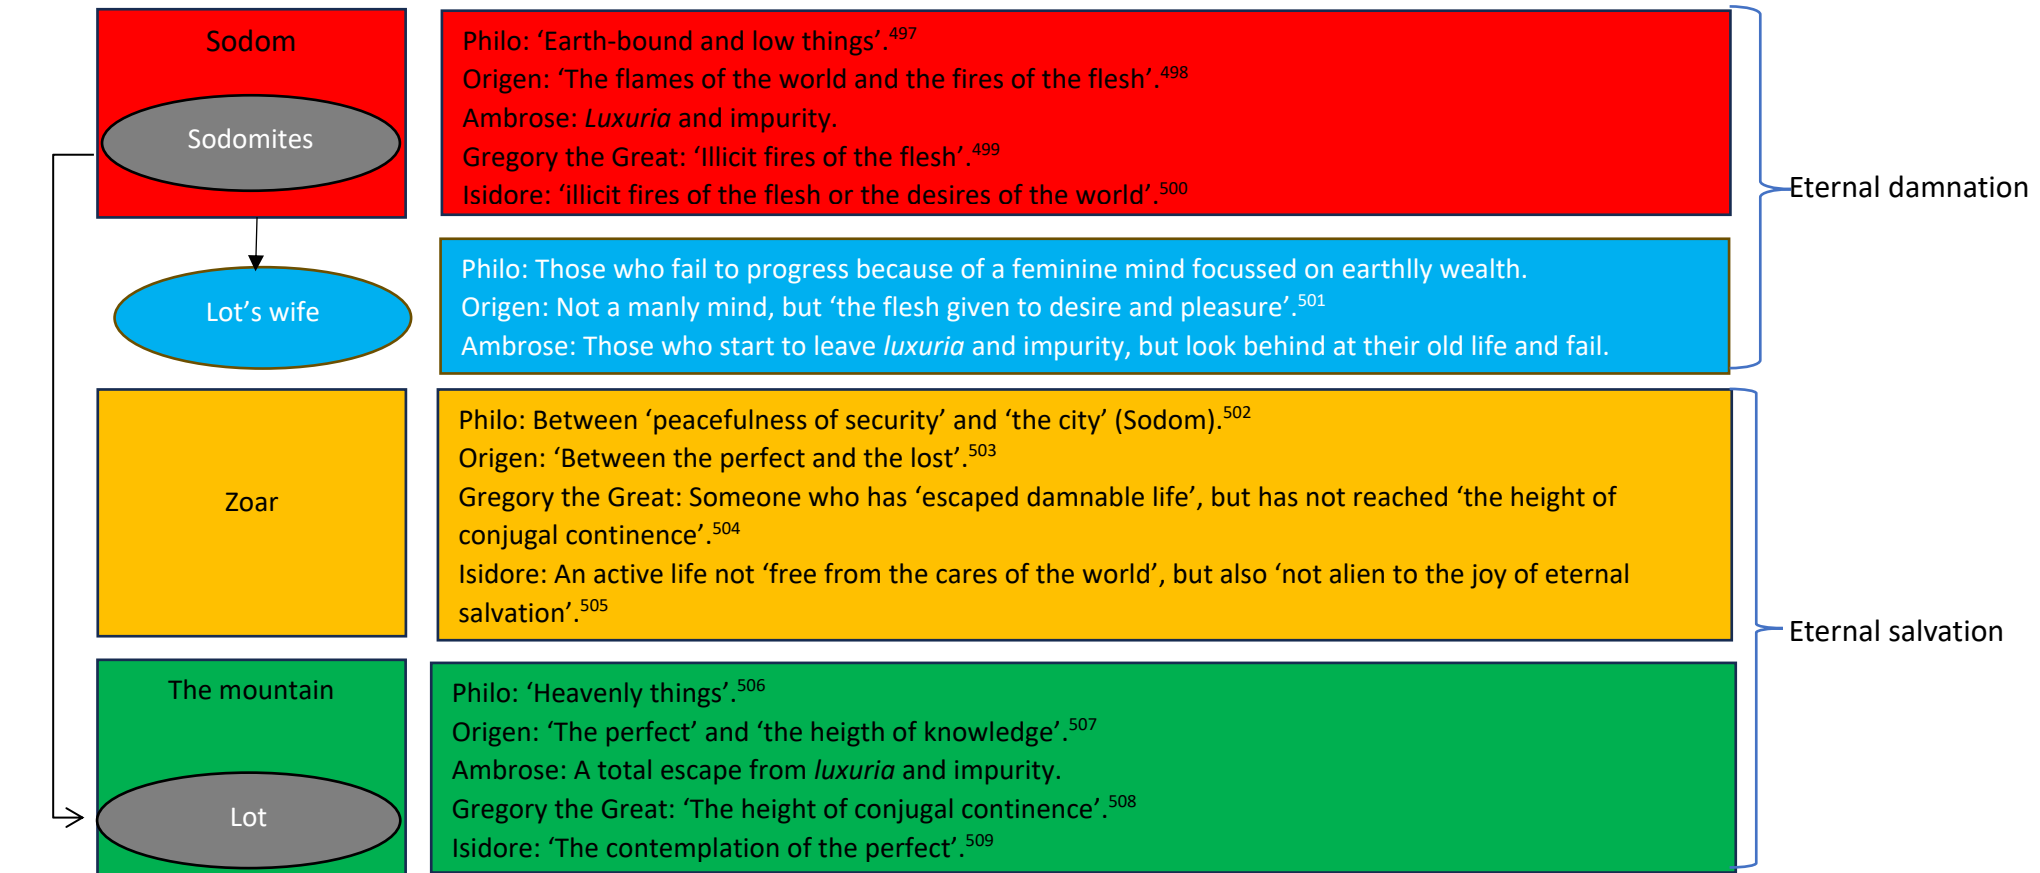 Sodom
Sodomites
Philo: ‘Earth-bound and low things’.497
Origen: ‘The flames of the world and the fires of the flesh’.498
Ambrose: Luxuria and impurity.
Gregory the Great: ‘Illicit fires of the flesh’.499
Isidore: ‘illicit fires of the flesh or the desires of the world’.500
Eternal damnation
Lot’s wife
Philo: Those who fail to progress because of a feminine mind focussed on earthlly wealth.
Origen: Not a manly mind, but ‘the flesh given to desire and pleasure’.501
Ambrose: Those who start to leave luxuria and impurity, but look behind at their old life and fail.
Zoar
Philo: Between ‘peacefulness of security’ and ‘the city’ (Sodom).502
Origen: ‘Between the perfect and the lost’.503
Gregory the Great: Someone who has ‘escaped damnable life’, but has not reached ‘the height of
conjugal continence’.504
Isidore: An active life not ‘free from the cares of the world’, but also ‘not alien to the joy of eternal
salvation’.505
Eternal salvation
The mountain
Lot
Philo: ‘Heavenly things’.506
Origen: ‘The perfect’ and ‘the heigth of knowledge’.507
Ambrose: A total escape from luxuria and impurity.
Gregory the Great: ‘The height of conjugal continence’.508
Isidore: ‘The contemplation of the perfect’.509